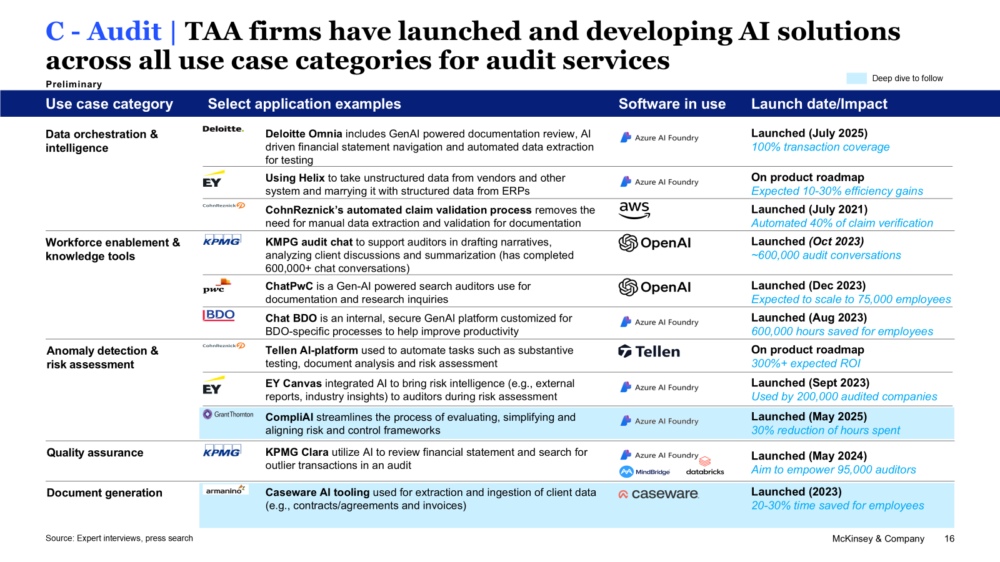 C - Audit | TAA firms have launched and developing AI solutions
across all use case categories for audit services
Preliminary
Deep dive to follow
Use case category
Select application examples
Software in use
Launch date/Impact
Data orchestration &
intelligence
Deloitte.
Deloitte Omnia includes GenAI powered documentation review, AI
driven financial statement navigation and automated data extraction
for testing
Azure AI Foundry
Launched (July 2025)
100% transaction coverage
EY
Using Helix to take unstructured data from vendors and other
system and marrying it with structured data from ERPs
Azure AI Foundry
On product roadmap
Expected 10-30% efficiency gains
CohnReznick
CohnReznick’s automated claim validation process removes the
need for manual data extraction and validation for documentation
aws
Launched (July 2021)
Automated 40% of claim verification
Workforce enablement &
knowledge tools
KPMG
KMPG audit chat to support auditors in drafting narratives,
analyzing client discussions and summarization (has completed
600,000+ chat conversations)
OpenAI
Launched (Oct 2023)
~600,000 audit conversations
pwc
ChatPwC is a Gen-AI powered search auditors use for
documentation and research inquiries
OpenAI
Launched (Dec 2023)
Expected to scale to 75,000 employees
BDO
Chat BDO is an internal, secure GenAI platform customized for
BDO-specific processes to help improve productivity
Azure AI Foundry
Launched (Aug 2023)
600,000 hours saved for employees
Anomaly detection &
risk assessment
CohnReznick
Tellen AI-platform used to automate tasks such as substantive
testing, document analysis and risk assessment
Tellen
On product roadmap
300%+ expected ROI
EY
EY Canvas integrated AI to bring risk intelligence (e.g., external
reports, industry insights) to auditors during risk assessment
Azure AI Foundry
Launched (Sept 2023)
Used by 200,000 audited companies
GrantThornton
CompliAI streamlines the process of evaluating, simplifying and
aligning risk and control frameworks
Azure AI Foundry
Launched (May 2025)
30% reduction of hours spent
Quality assurance
KPMG
KPMG Clara utilize AI to review financial statement and search for
outlier transactions in an audit
Azure AI Foundry
MindBridge
databricks
Launched (May 2024)
Aim to empower 95,000 auditors
Document generation
armanino
Caseware AI tooling used for extraction and ingestion of client data
(e.g., contracts/agreements and invoices)
caseware
Launched (2023)
20-30% time saved for employees
Source: Expert interviews, press search
McKinsey & Company
16